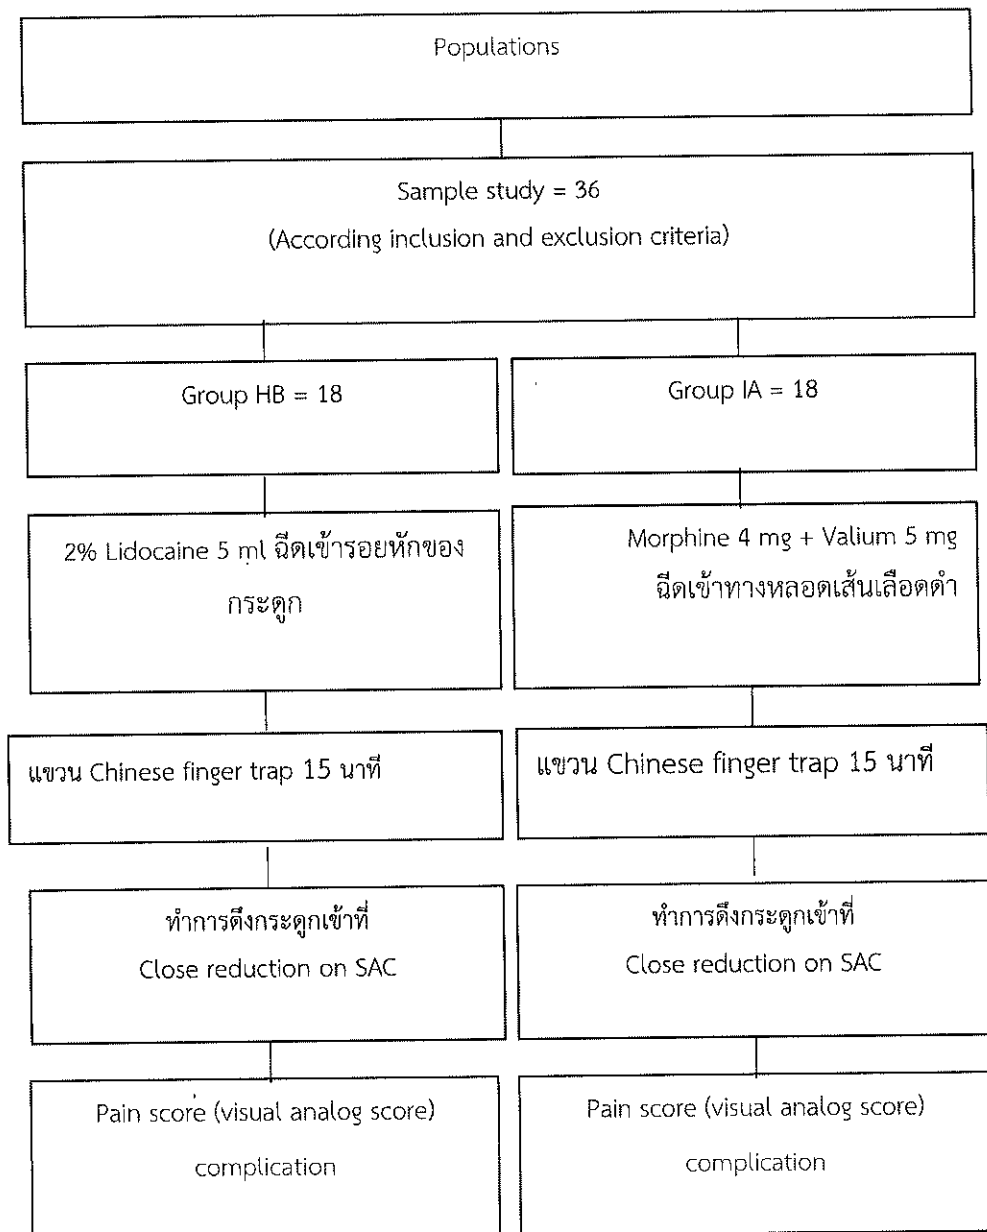 Populations
Sample study = 36
(According inclusion and exclusion criteria)
Group HB = 18
Group IA = 18
2% Lidocaine 5 ml ฉีดเข้ารอยหักของ
กระดูก
Morphine 4 mg + Valium 5 mg
ฉีดเข้าทางหลอดเส้นเลือดดำ
แขวน Chinese finger trap 15 นาที
แขวน Chinese finger trap 15 นาที
ทำการดึงกระดูกเข้าที่
Close reduction on SAC
ทำการดึงกระดูกเข้าที่
Close reduction on SAC
Pain score (visual analog score)
complication
Pain score (visual analog score)
complication